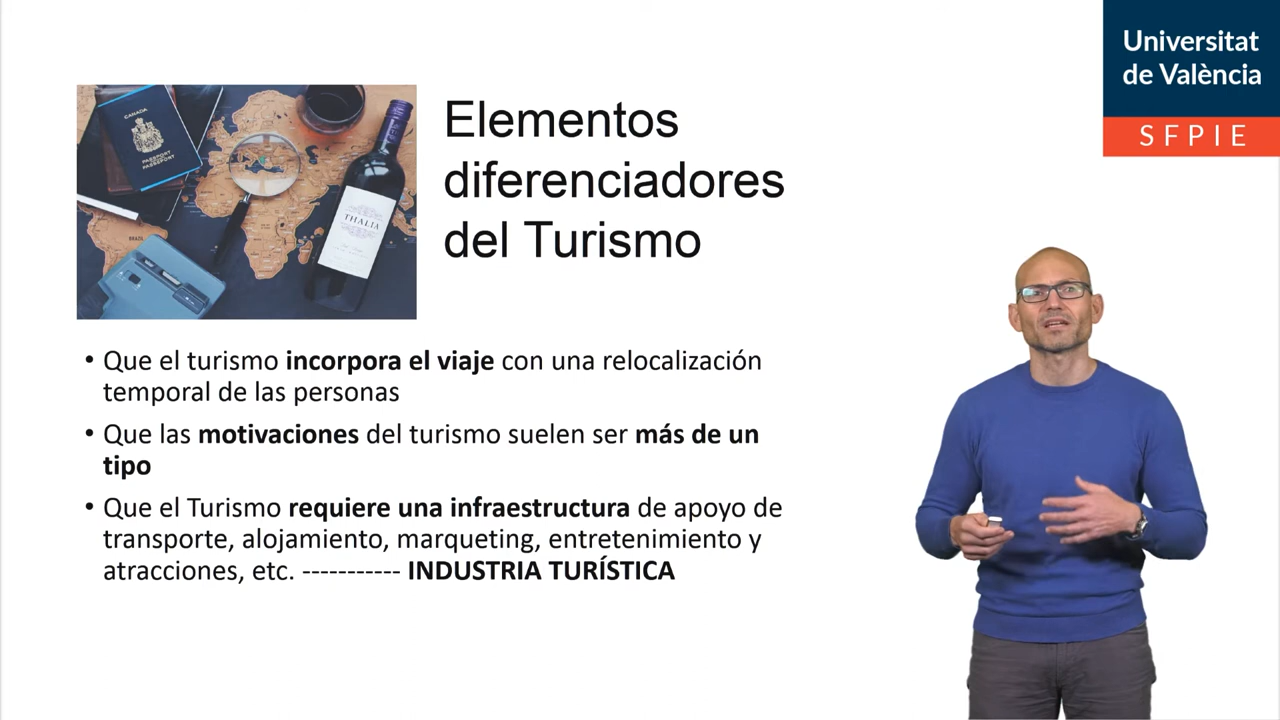 Universitat
de València
SFPIE
CANADA
PASSPORT
PASSEPORT
BRAZIL
THALIA
Elementos
diferenciadores
del Turismo
• Que el turismo incorpora el viaje con una relocalización
temporal de las personas
• Que las motivaciones del turismo suelen ser más de un
tipo
• Que el Turismo requiere una infraestructura de apoyo de
transporte, alojamiento, marqueting, entretenimiento y
atracciones, etc. ----------- INDUSTRIA TURÍSTICA